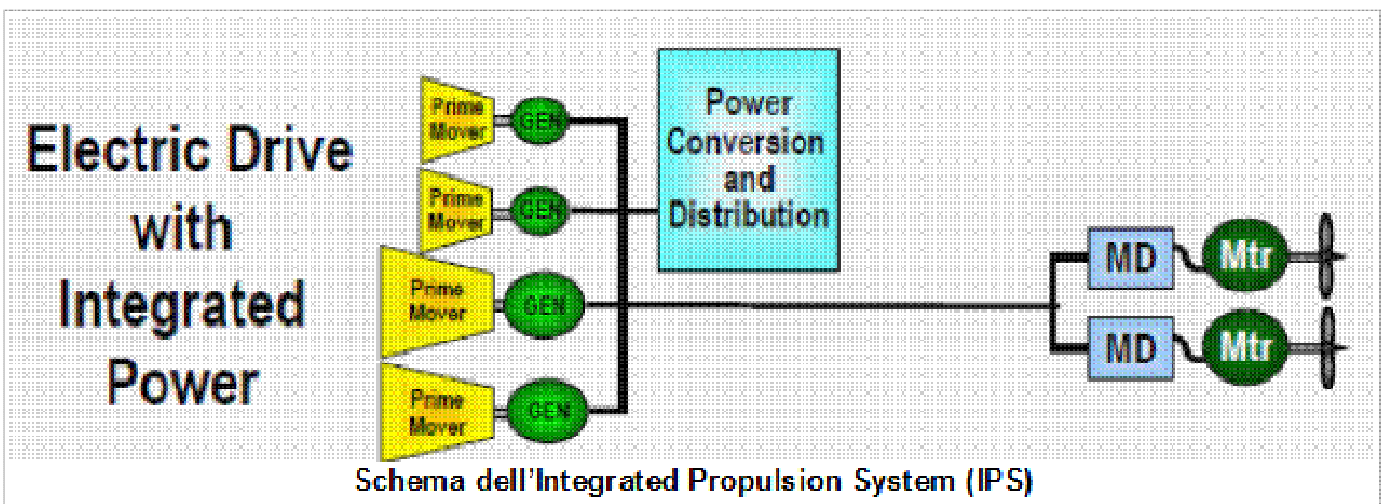 Electric Drive
with
Integrated
Power
Prime
Mover
GEN
Prime
Mover
GEN
Prime
Mover
GEN
Prime
Mover
GEN
Power
Conversion
and
Distribution
MD
Mtr
MD
Mtr
Schema dell'Integrated Propulsion System (IPS)